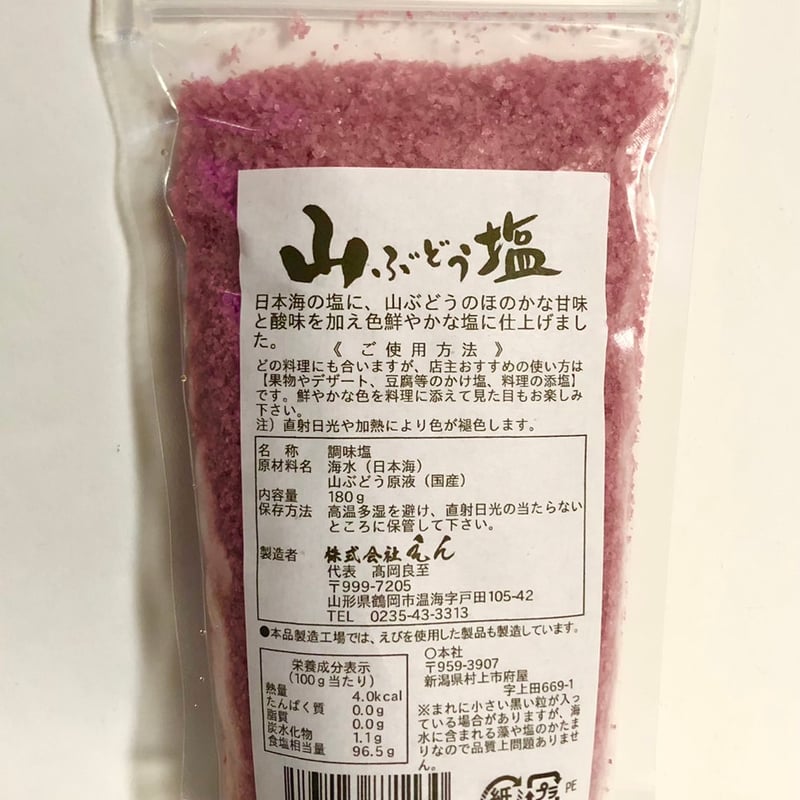 山ぶどう塩
日本海の塩に、山ぶどうのほのかな甘味
と酸味を加え色鮮やかな塩に仕上げまし
た。
《 ご使用方法 》
どの料理にも合いますが、店主おすすめの使い方は
【果物やデザート、豆腐等のかけ塩、料理の添塩】
です。鮮やかな色を料理に添えて見た目もお楽しみ
下さい。
注）直射日光や加熱により色が褪色します。
名 称 調味塩
原材料名 海水（日本海）
山ぶどう原液（国産）
内容量 180g
保存方法 高温多湿を避け、直射日光の当たらない
ところに保管して下さい。
製造者 株式会社えん
代表 髙岡良至
〒999-7205
山形県鶴岡市温海字戸田105-42
TEL 0235-43-3313
●本品製造工場では、えびを使用した製品も製造しています。
栄養成分表示
（100g当たり）
熱量 4.0kcal
たんぱく質 0.0g
脂質 0.0g
炭水化物 1.1g
食塩相当量 96.5g
○本社
〒959-3907
新潟県村上市府屋
字上田669-1
※まれに小さい黒い粒が入っ
ている場合がありますが、海
水に含まれる藻や塩のかたま
りなので品質上問題ありませ
ん。
紙 プラ PE